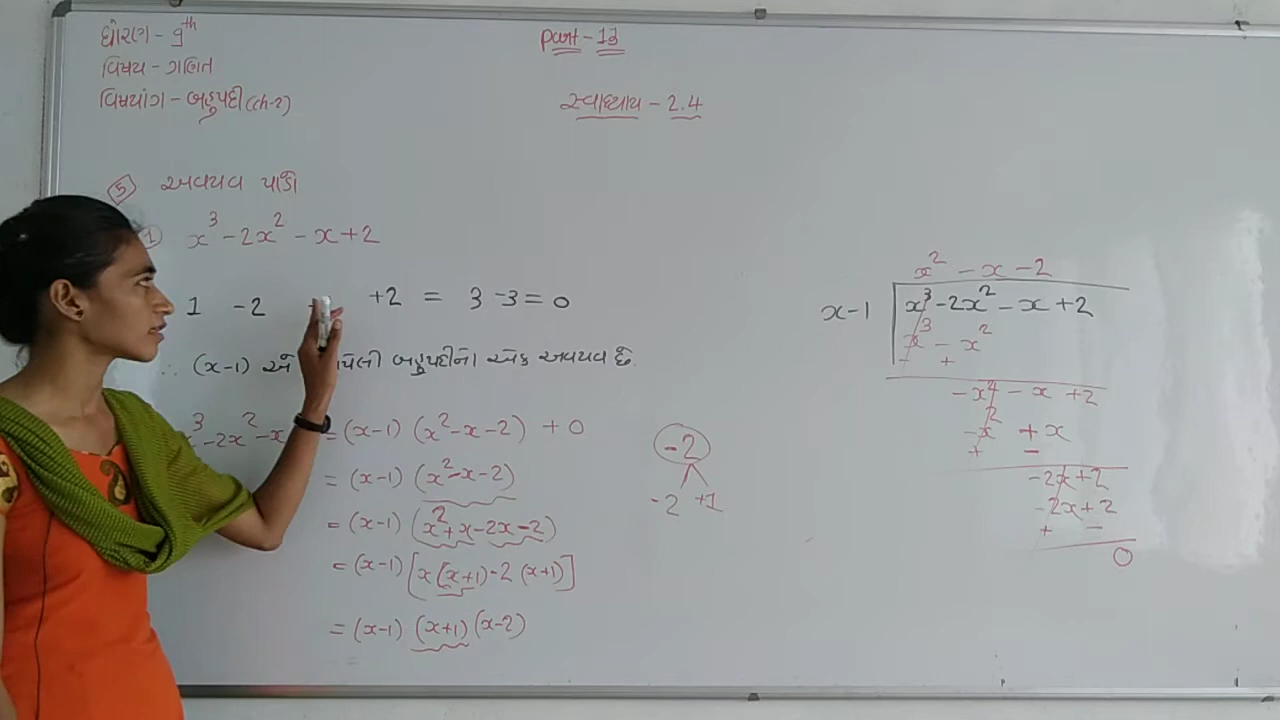 ધોરણ - 9th
વિષય - ગણિત
વિષયાંગ - બહુપદી (ch-2)
Part - 13
સ્વાધ્યાય - 2.4
5 અવયવ પાડો
1 x³ - 2x² - x + 2
1 -2 +2 = 3 - 3 = 0
∴ (x-1) એ બહુપદીના એક અવયવ છે.
x³ - 2x² - x = (x-1) (x² - x - 2) + 0
= (x-1) (x² - x - 2)
= (x-1) (x² + x - 2x - 2)
= (x-1) [x (x+1) - 2 (x+1)]
= (x-1) (x+1) (x-2)
-2
-2 +1
x² - x - 2
x-1 x³ - 2x² - x + 2
x³ - x²
- +
- x - x + 2
- x² + x
+ -
-2x + 2
-2x + 2
+ -
0